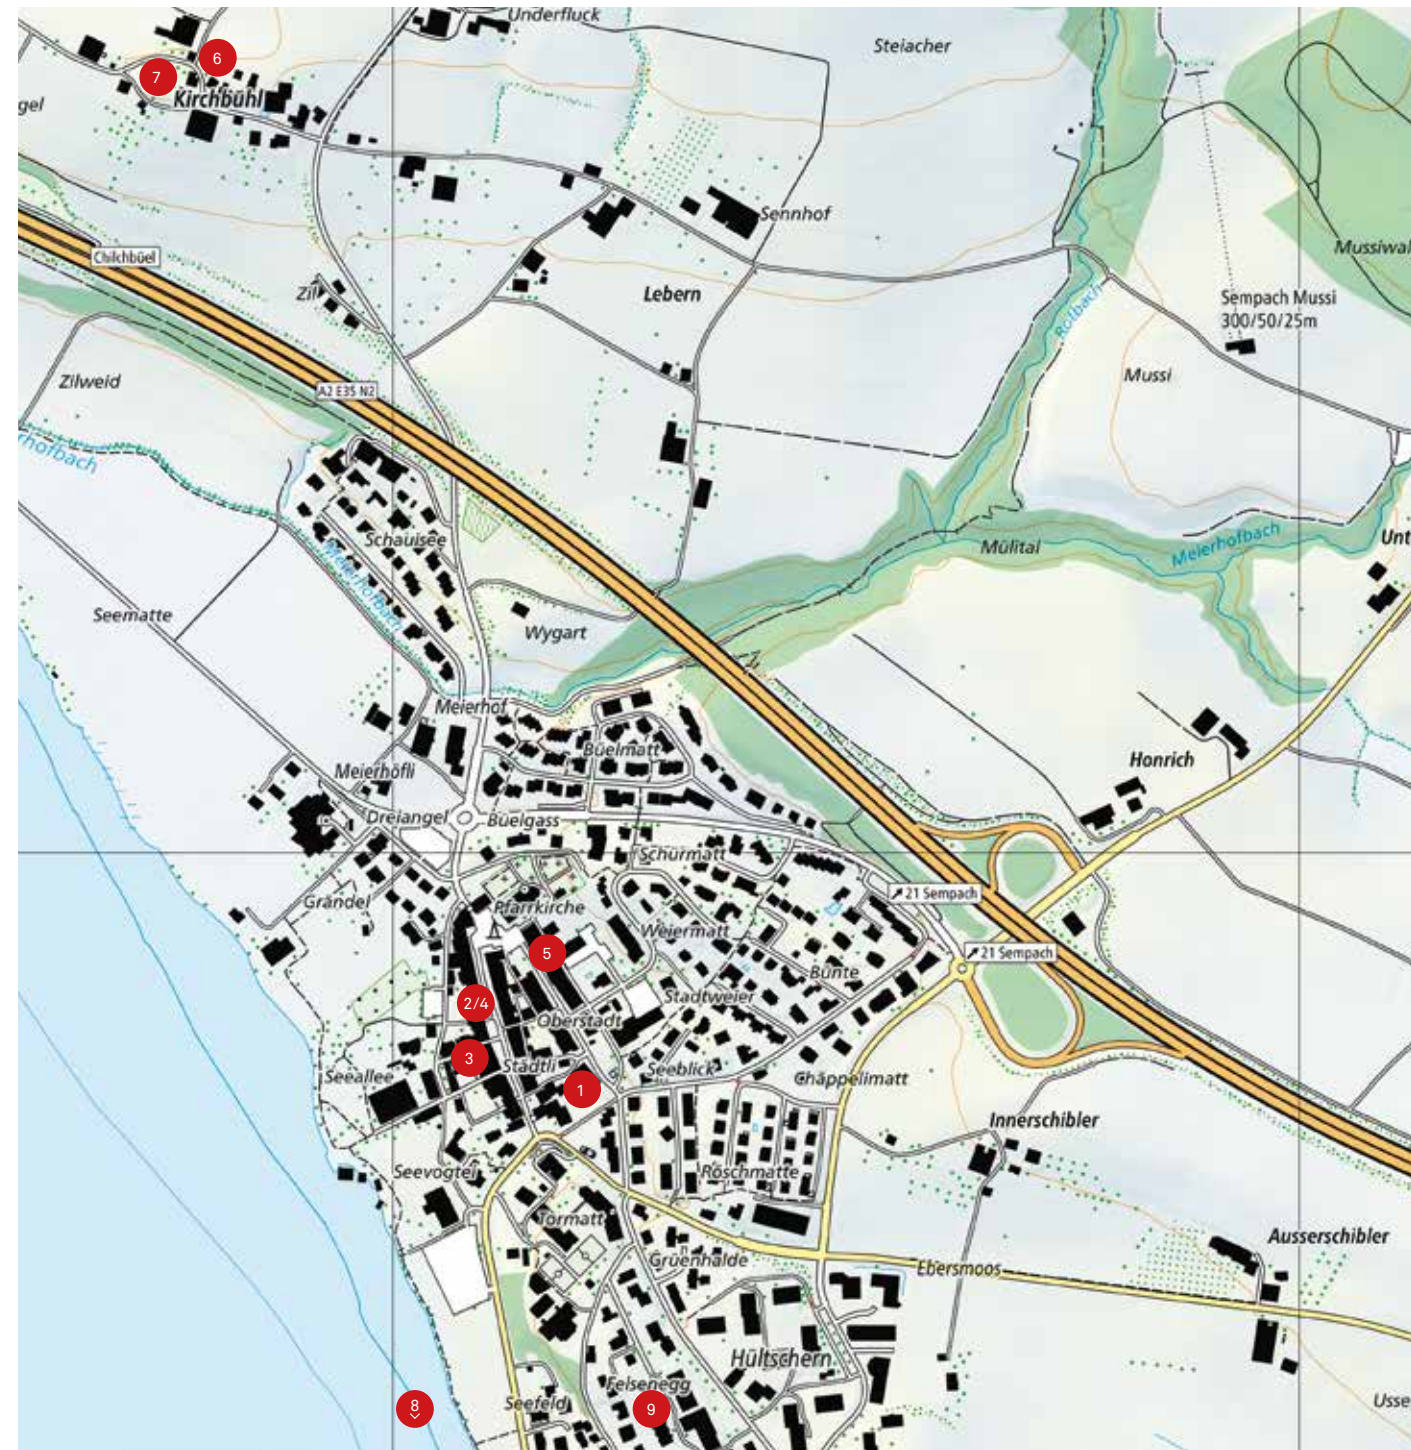 Underfluck
Steiacher
6
7
Kirchbühl
gel
Sennhof
Mussiwal
Chilchbüel
Zil
Lebern
Rotbach
Sempach Mussi
300/50/25m
Zilweid
A2 E35 N2
Mussi
rhofbach
Schauisee
Meierhofbach
Mülital
Meierhofbach
Unt
Seematte
Wygart
Meierhof
Büelmatt
Honrich
Meierhöfli
Dreiangel
Büelgass
Schürmatt
21 Sempach
Grändel
Pfarrkirche
Weiermatt
5
21 Sempach
Bünte
2/4
Stadtweier
Oberstadt
3
Städtli
Seeblick
Seeallee
1
Chäppelimatt
Innerschibler
Seevogtei
Röschmatte
Tormatt
Ausserschibler
Grüenhalde
Ebersmoos
Hültschern
Felsenegg
Seefeld
8
9
Usse